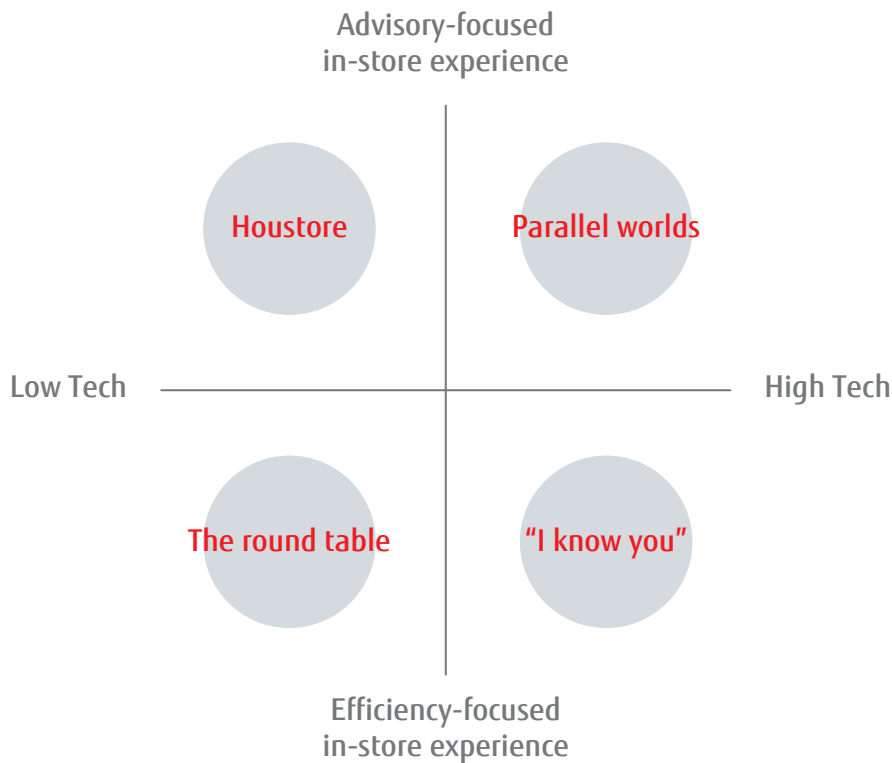 Advisory-focused
in-store experience
Houstore
Parallel worlds
Low Tech
High Tech
The round table
“I know you”
Efficiency-focused
in-store experience